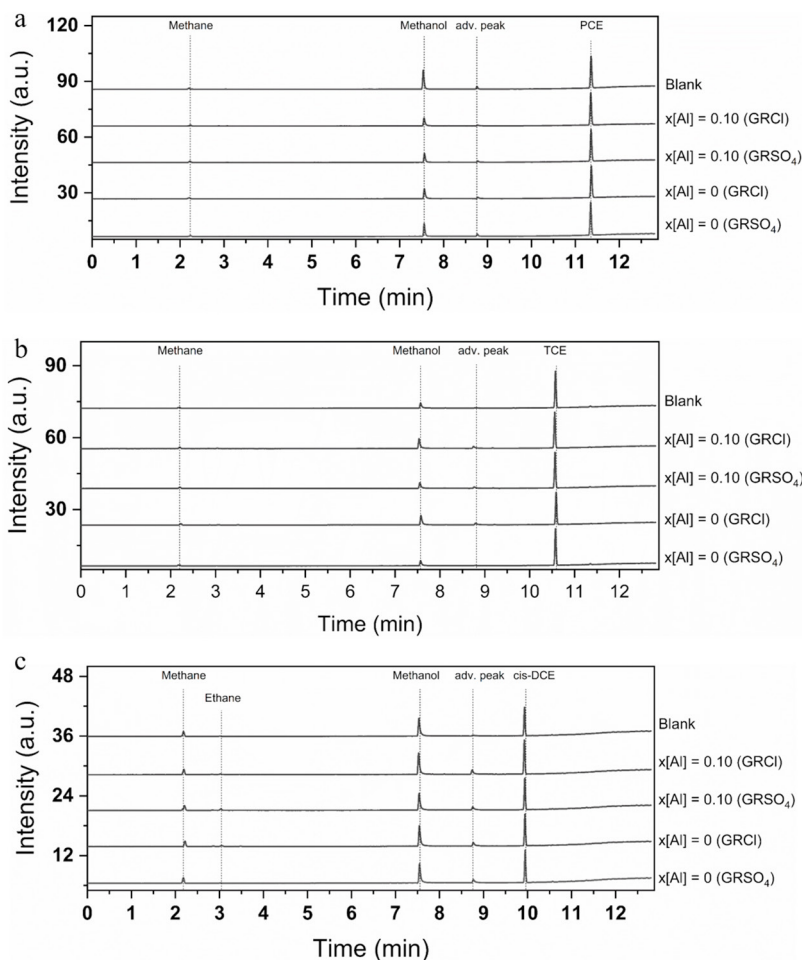 a
120
90
60
30
Intensity (a.u.)
Methane
Methanol
adv. peak
PCE
Blank
x[Al] = 0.10 (GRCl)
x[Al] = 0.10 (GRSO₄)
x[Al] = 0 (GRCl)
x[Al] = 0 (GRSO₄)
0 1 2 3 4 5 6 7 8 9 10 11 12
Time (min)
b
90
60
30
Intensity (a.u.)
Methane
Methanol
adv. peak
TCE
Blank
x[Al] = 0.10 (GRCl)
x[Al] = 0.10 (GRSO₄)
x[Al] = 0 (GRCl)
x[Al] = 0 (GRSO₄)
0 1 2 3 4 5 6 7 8 9 10 11 12
Time (min)
c
48
36
24
12
Intensity (a.u.)
Methane
Ethane
Methanol
adv. peak
cis-DCE
Blank
x[Al] = 0.10 (GRCl)
x[Al] = 0.10 (GRSO₄)
x[Al] = 0 (GRCl)
x[Al] = 0 (GRSO₄)
0 1 2 3 4 5 6 7 8 9 10 11 12
Time (min)